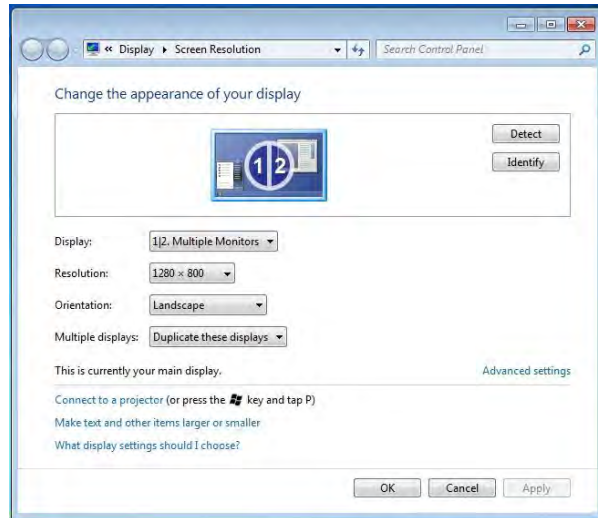 « Display ▸ Screen Resolution
Search Control Panel
Change the appearance of your display
1|2
Detect
Identify
Display: 1|2. Multiple Monitors
Resolution: 1280 × 800
Orientation: Landscape
Multiple displays: Duplicate these displays
This is currently your main display. Advanced settings
Connect to a projector (or press the key and tap P)
Make text and other items larger or smaller
What display settings should I choose?
OK Cancel Apply